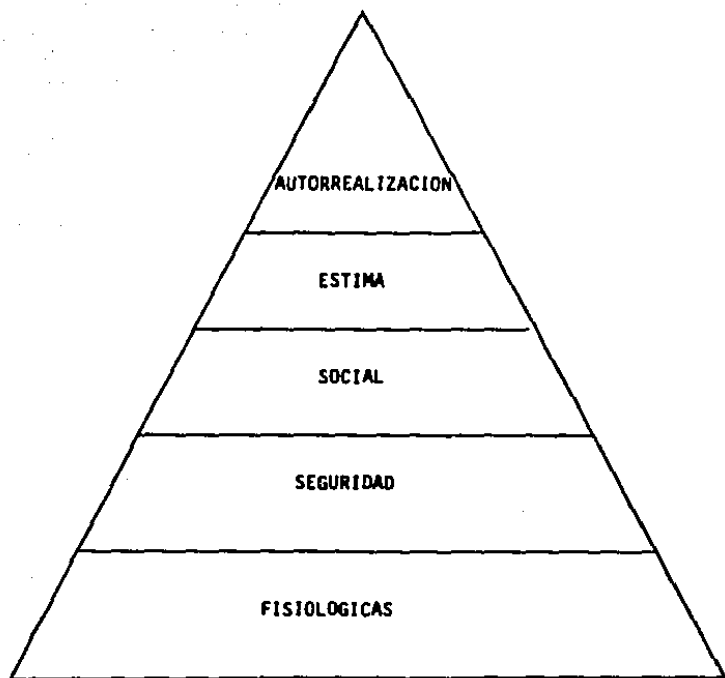 AUTORREALIZACION
ESTIMA
SOCIAL
SEGURIDAD
FISIOLOGICAS